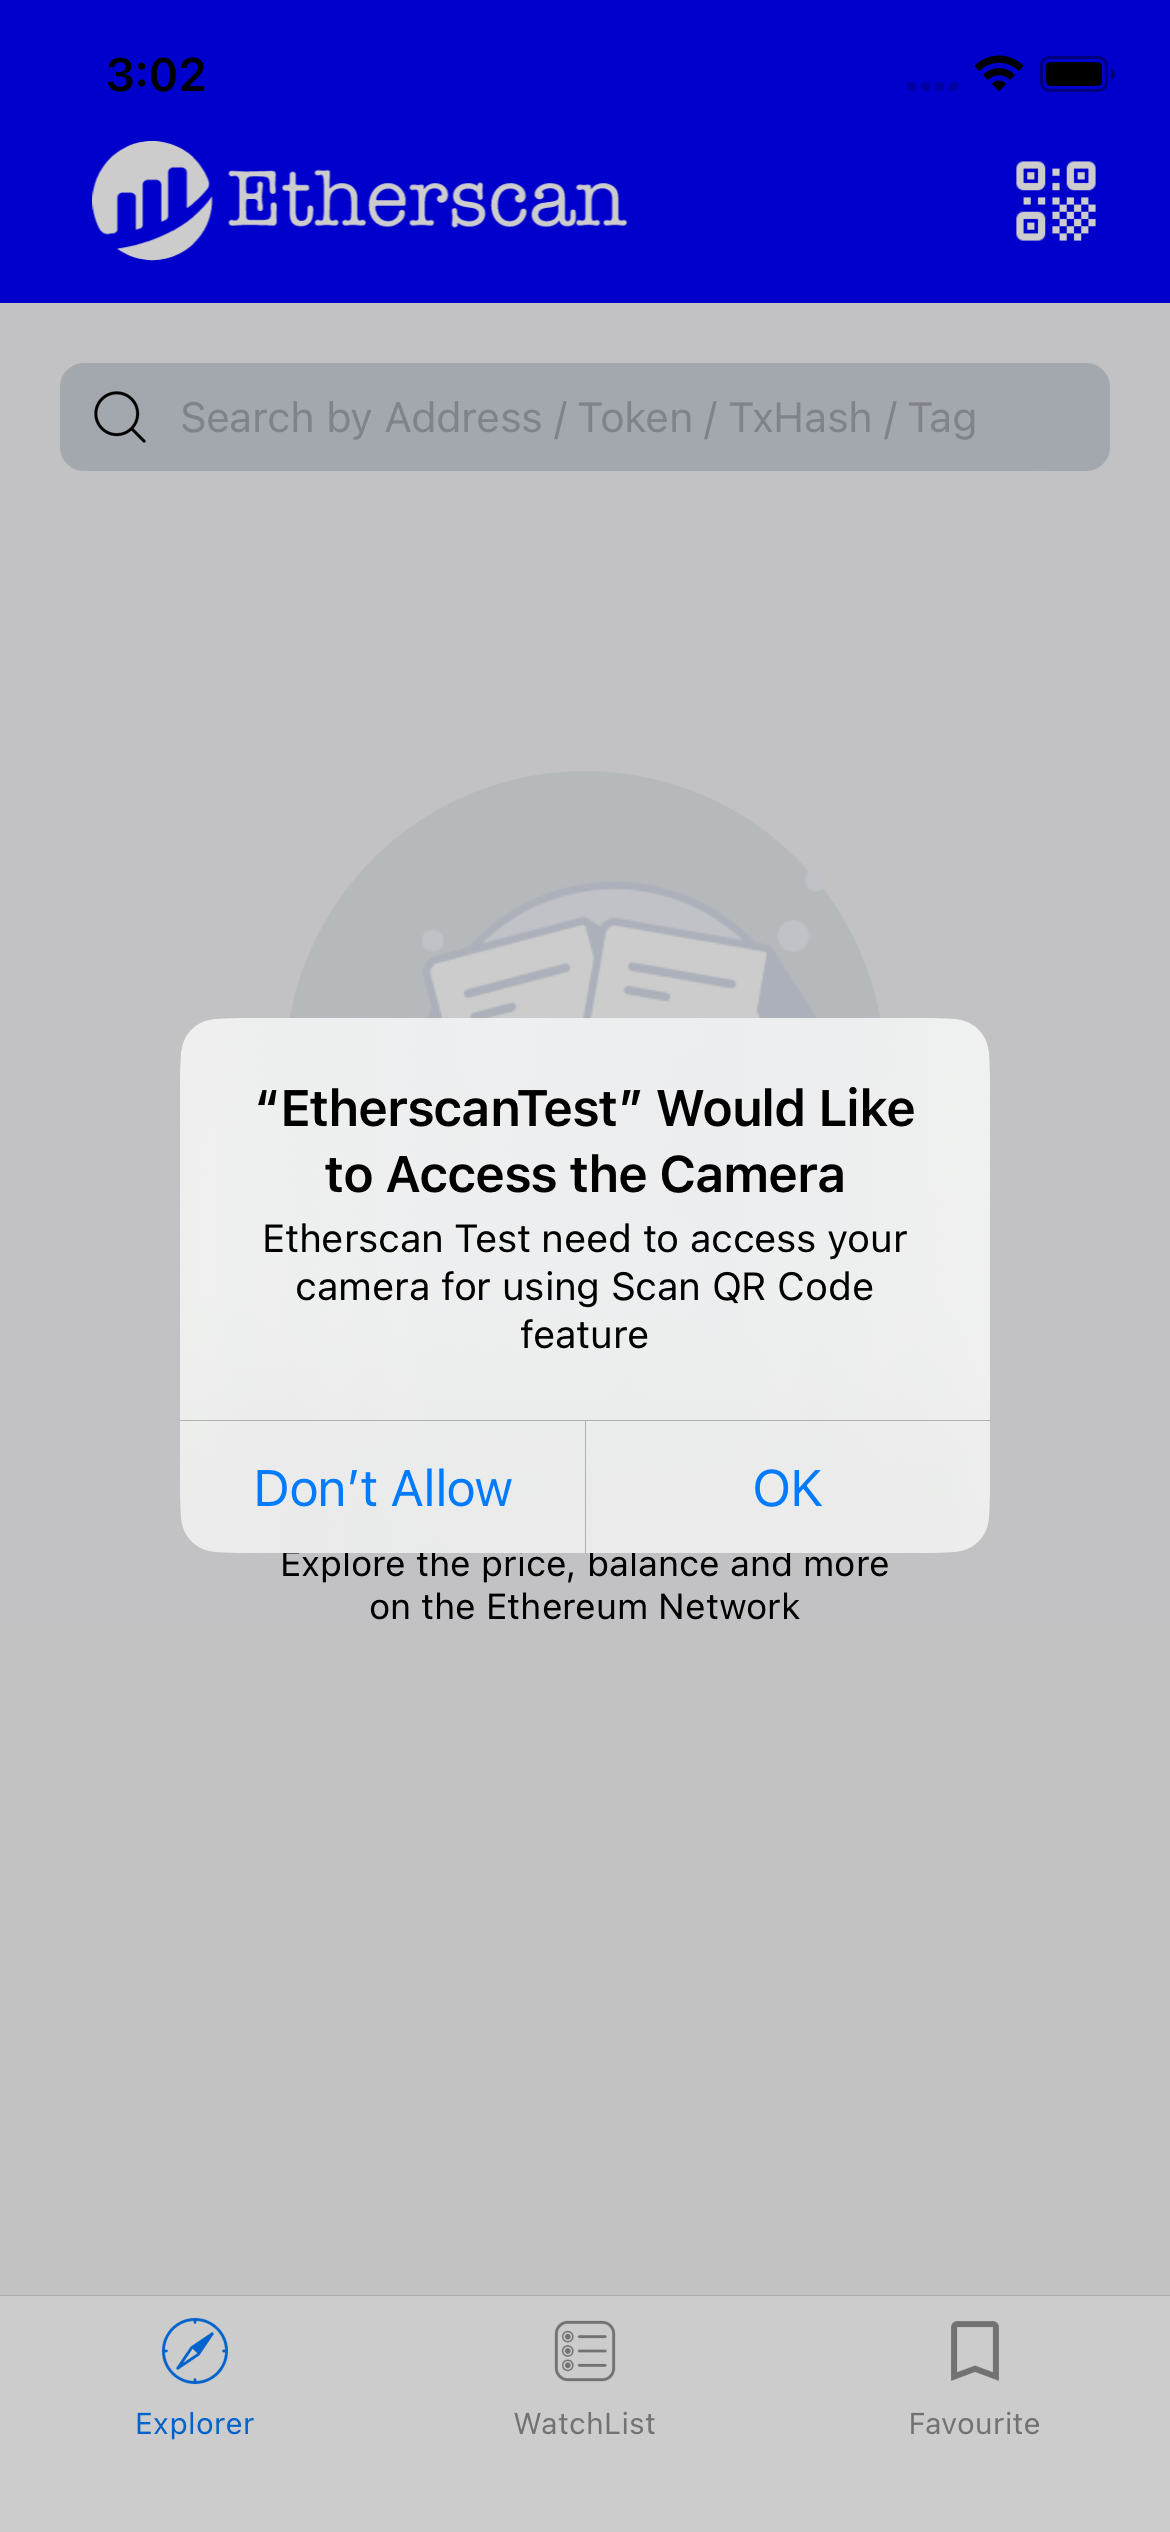 3:02
Etherscan
Search by Address / Token / TxHash / Tag
“EtherscanTest” Would Like
to Access the Camera
Etherscan Test need to access your
camera for using Scan QR Code
feature
Don’t Allow
OK
Explore the price, balance and more
on the Ethereum Network
Explorer
WatchList
Favourite